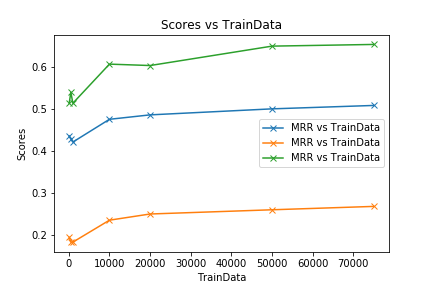 Scores vs TrainData
0.6
0.5
0.4
0.3
0.2
Scores
MRR vs TrainData
MRR vs TrainData
MRR vs TrainData
0 10000 20000 30000 40000 50000 60000 70000
TrainData